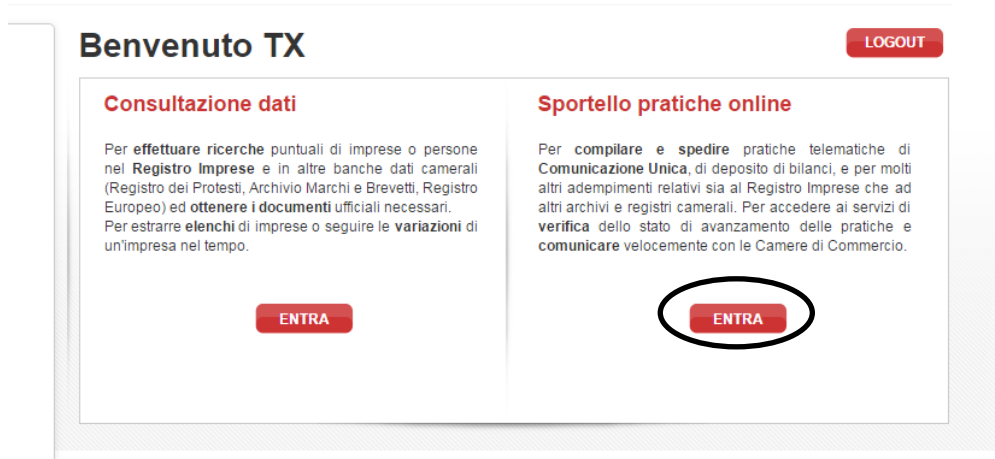 Benvenuto TX
LOGOUT
Consultazione dati
Per effettuare ricerche puntuali di imprese o persone
nel Registro Imprese e in altre banche dati camerali
(Registro dei Protesti, Archivio Marchi e Brevetti, Registro
Europeo) ed ottenere i documenti ufficiali necessari.
Per estrarre elenchi di imprese o seguire le variazioni di
un'impresa nel tempo.
ENTRA
Sportello pratiche online
Per compilare e spedire pratiche telematiche di
Comunicazione Unica, di deposito di bilanci, e per molti
altri adempimenti relativi sia al Registro Imprese che ad
altri archivi e registri camerali. Per accedere ai servizi di
verifica dello stato di avanzamento delle pratiche e
comunicare velocemente con le Camere di Commercio.
ENTRA